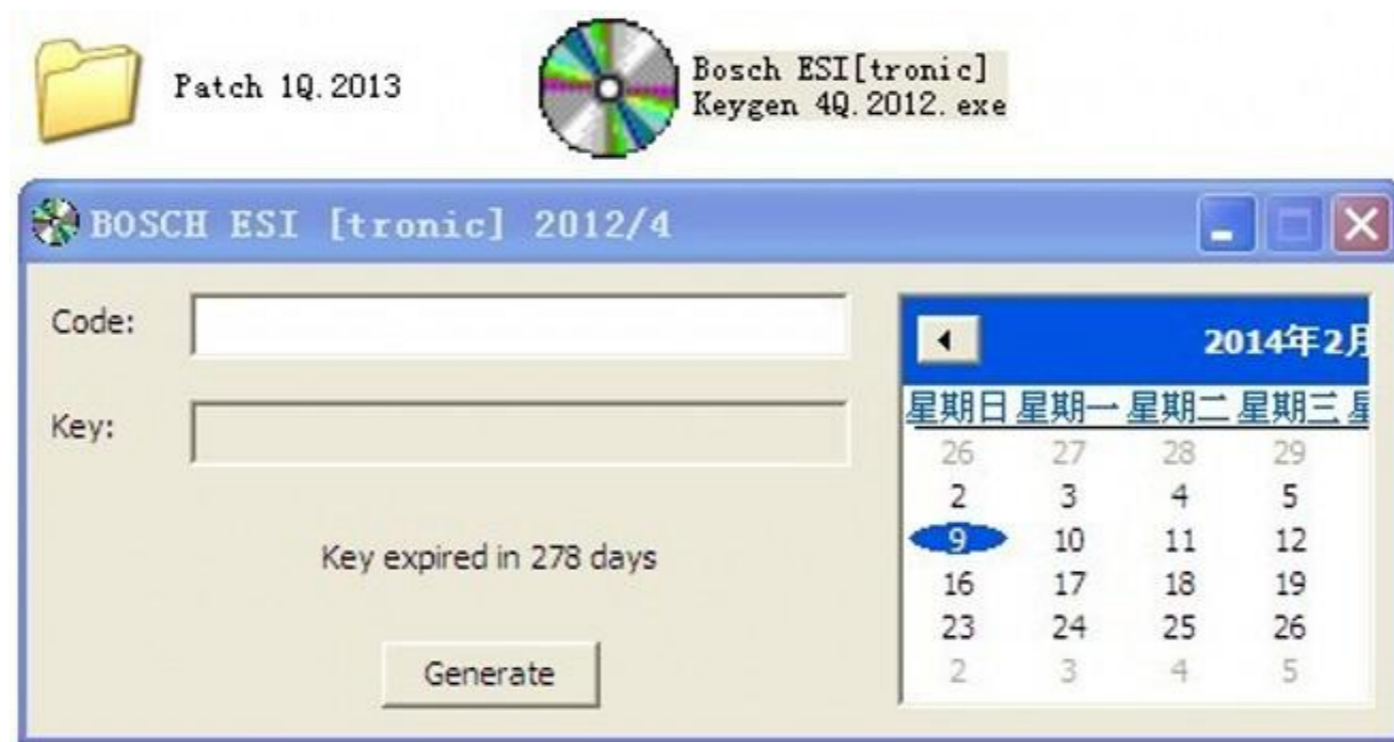 Patch 1Q.2013
Bosch ESI[tronic]
Keygen 4Q.2012.exe
BOSCH ESI [tronic] 2012/4
Code:
Key:
Key expired in 278 days
Generate
2014年2月
星期日 星期一 星期二 星期三
26 27 28 29
2 3 4 5
9 10 11 12
16 17 18 19
23 24 25 26
2 3 4 5